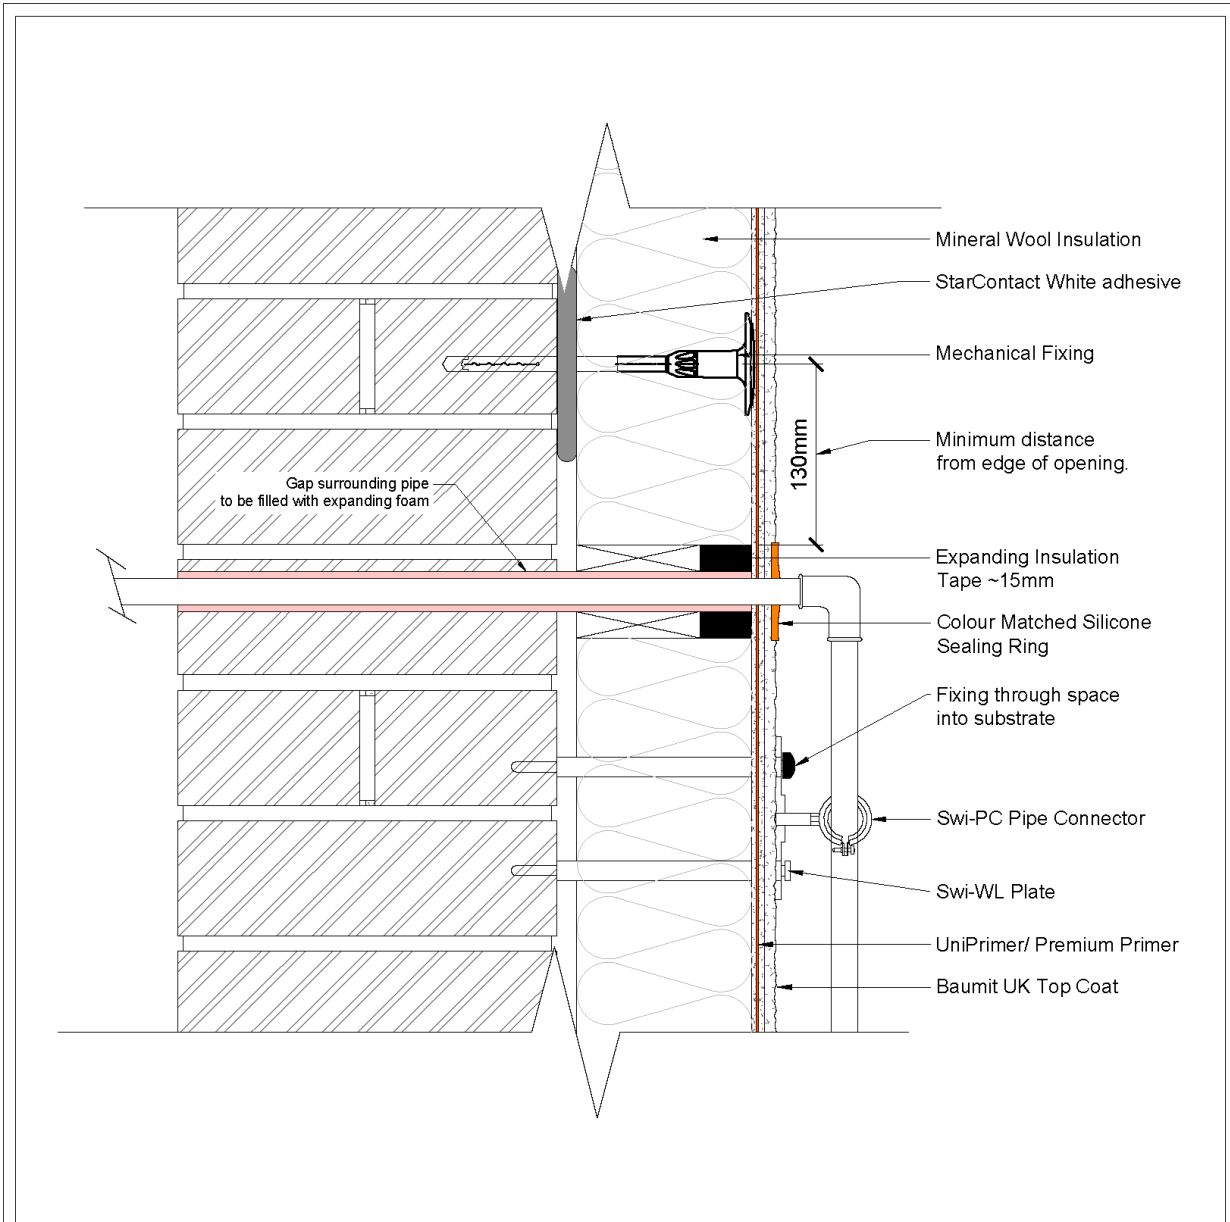 Mineral Wool Insulation
StarContact White adhesive
Mechanical Fixing
130mm
Minimum distance
from edge of opening.
Gap surrounding pipe
to be filled with expanding foam
Expanding Insulation
Tape ~15mm
Colour Matched Silicone
Sealing Ring
Fixing through space
into substrate
Swi-PC Pipe Connector
Swi-WL Plate
UniPrimer/ Premium Primer
Baumit UK Top Coat